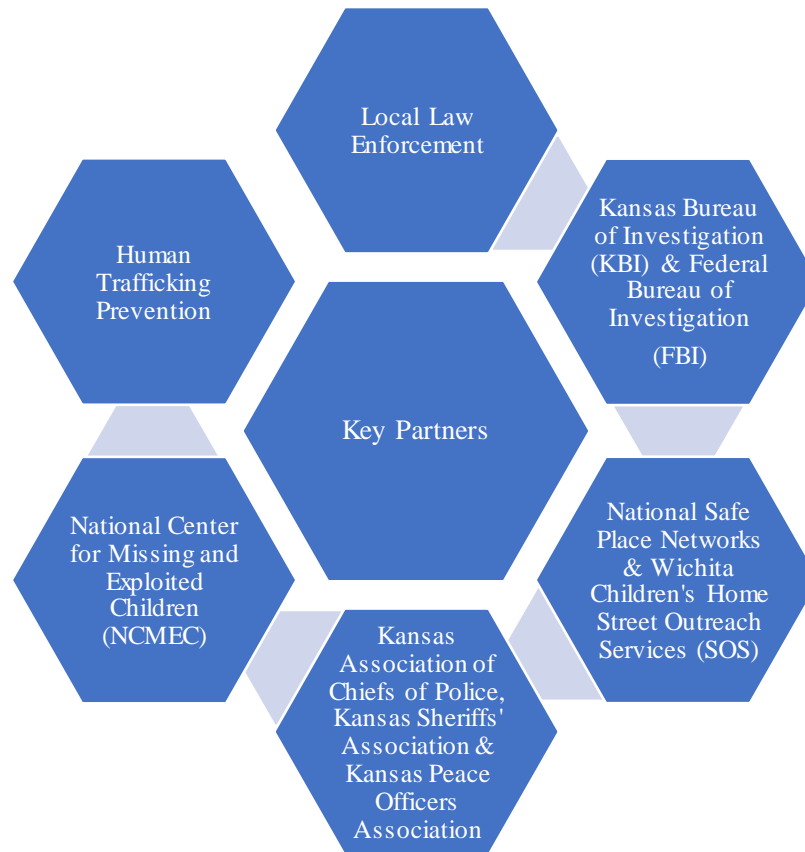 Local Law
Enforcement
Kansas Bureau
of Investigation
(KBI) & Federal
Bureau of
Investigation
(FBI)
National Safe
Place Networks
& Wichita
Children's Home
Street Outreach
Services (SOS)
Kansas
Association of
Chiefs of Police,
Kansas Sheriffs'
Association &
Kansas Peace
Officers
Association
National Center
for Missing and
Exploited
Children
(NCMEC)
Human
Trafficking
Prevention
Key Partners